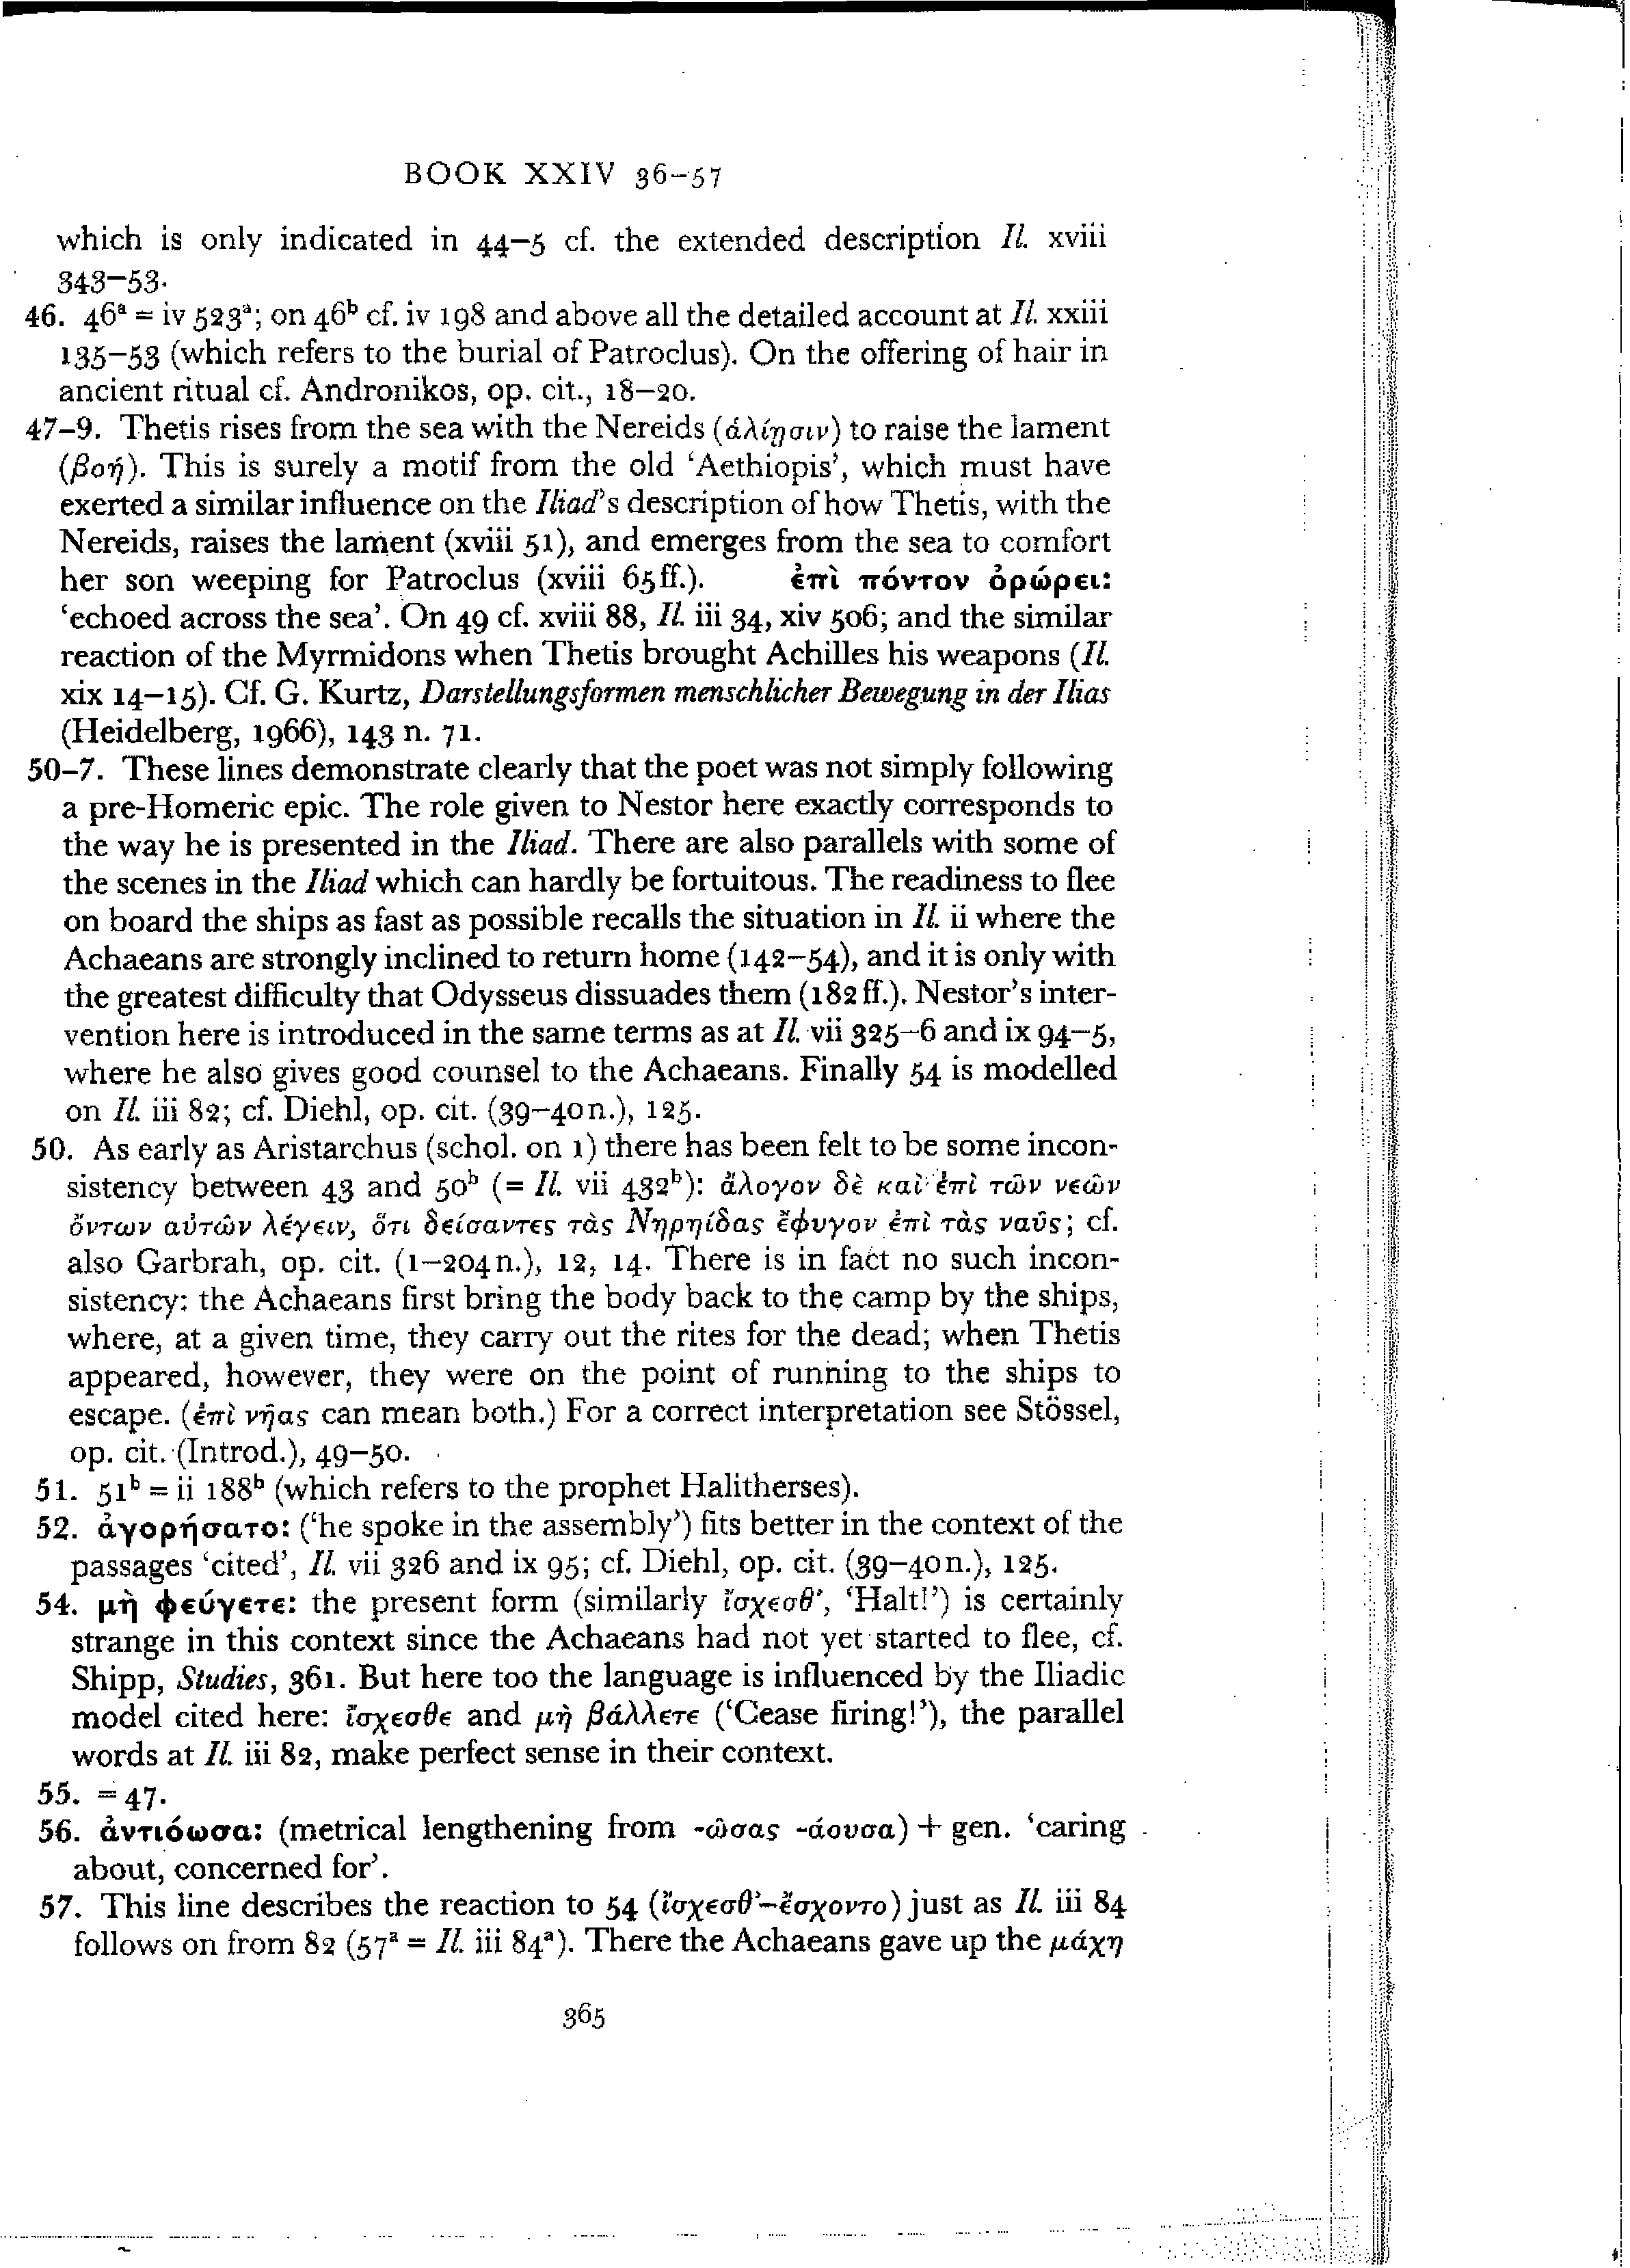 BOOK XXIV 36–57
which is only indicated in 44–5 cf. the extended description Il. xviii
343–53.
46. 46ᵃ = iv 523ᵃ; on 46ᵇ cf. iv 198 and above all the detailed account at Il. xxiii
135–53 (which refers to the burial of Patroclus). On the offering of hair in
ancient ritual cf. Andronikos, op. cit., 18–20.
47–9. Thetis rises from the sea with the Nereids (ἁλίῃσιν) to raise the lament
(βοή). This is surely a motif from the old ‘Aethiopis’, which must have
exerted a similar influence on the Iliad’s description of how Thetis, with the
Nereids, raises the lament (xviii 51), and emerges from the sea to comfort
her son weeping for Patroclus (xviii 65 ff.). ἐπὶ πόντον ὀρώρει:
‘echoed across the sea’. On 49 cf. xviii 88, Il. iii 34, xiv 506; and the similar
reaction of the Myrmidons when Thetis brought Achilles his weapons (Il.
xix 14–15). Cf. G. Kurtz, Darstellungsformen menschlicher Bewegung in der Ilias
(Heidelberg, 1966), 143 n. 71.
50–7. These lines demonstrate clearly that the poet was not simply following
a pre-Homeric epic. The role given to Nestor here exactly corresponds to
the way he is presented in the Iliad. There are also parallels with some of
the scenes in the Iliad which can hardly be fortuitous. The readiness to flee
on board the ships as fast as possible recalls the situation in Il. ii where the
Achaeans are strongly inclined to return home (142–54), and it is only with
the greatest difficulty that Odysseus dissuades them (182 ff.). Nestor’s inter-
vention here is introduced in the same terms as at Il. vii 325–6 and ix 94–5,
where he also gives good counsel to the Achaeans. Finally 54 is modelled
on Il. iii 82; cf. Diehl, op. cit. (39–40 n.), 125.
50. As early as Aristarchus (schol. on 1) there has been felt to be some incon-
sistency between 43 and 50ᵇ (= Il. vii 432ᵇ): ἄλογον δὲ καὶ ἐπὶ τῶν νεῶν
ὄντων αὐτῶν λέγειν, ὅτι δείσαντες τὰς Νηρηίδας ἔφυγον ἐπὶ τὰς ναῦς; cf.
also Garbrah, op. cit. (1–204 n.), 12, 14. There is in fact no such incon-
sistency: the Achaeans first bring the body back to the camp by the ships,
where, at a given time, they carry out the rites for the dead; when Thetis
appeared, however, they were on the point of running to the ships to
escape. (ἐπὶ νῆας can mean both.) For a correct interpretation see Stössel,
op. cit. (Introd.), 49–50.
51. 51ᵇ = ii 188ᵇ (which refers to the prophet Halitherses).
52. ἀγορήσατο: (‘he spoke in the assembly’) fits better in the context of the
passages ‘cited’, Il. vii 326 and ix 95; cf. Diehl, op. cit. (39–40 n.), 125.
54. μὴ φεύγετε: the present form (similarly ἴσχεσθ’, ‘Halt!’) is certainly
strange in this context since the Achaeans had not yet started to flee, cf.
Shipp, Studies, 361. But here too the language is influenced by the Iliadic
model cited here: ἴσχεσθε and μὴ βάλλετε (‘Cease firing!’), the parallel
words at Il. iii 82, make perfect sense in their context.
55. = 47.
56. ἀντιόωσα: (metrical lengthening from -ῶσας -άουσα) + gen. ‘caring
about, concerned for’.
57. This line describes the reaction to 54 (ἴσχεσθ’–ἔσχοντο) just as Il. iii 84
follows on from 82 (57ᵃ = Il. iii 84ᵃ). There the Achaeans gave up the μάχη
365